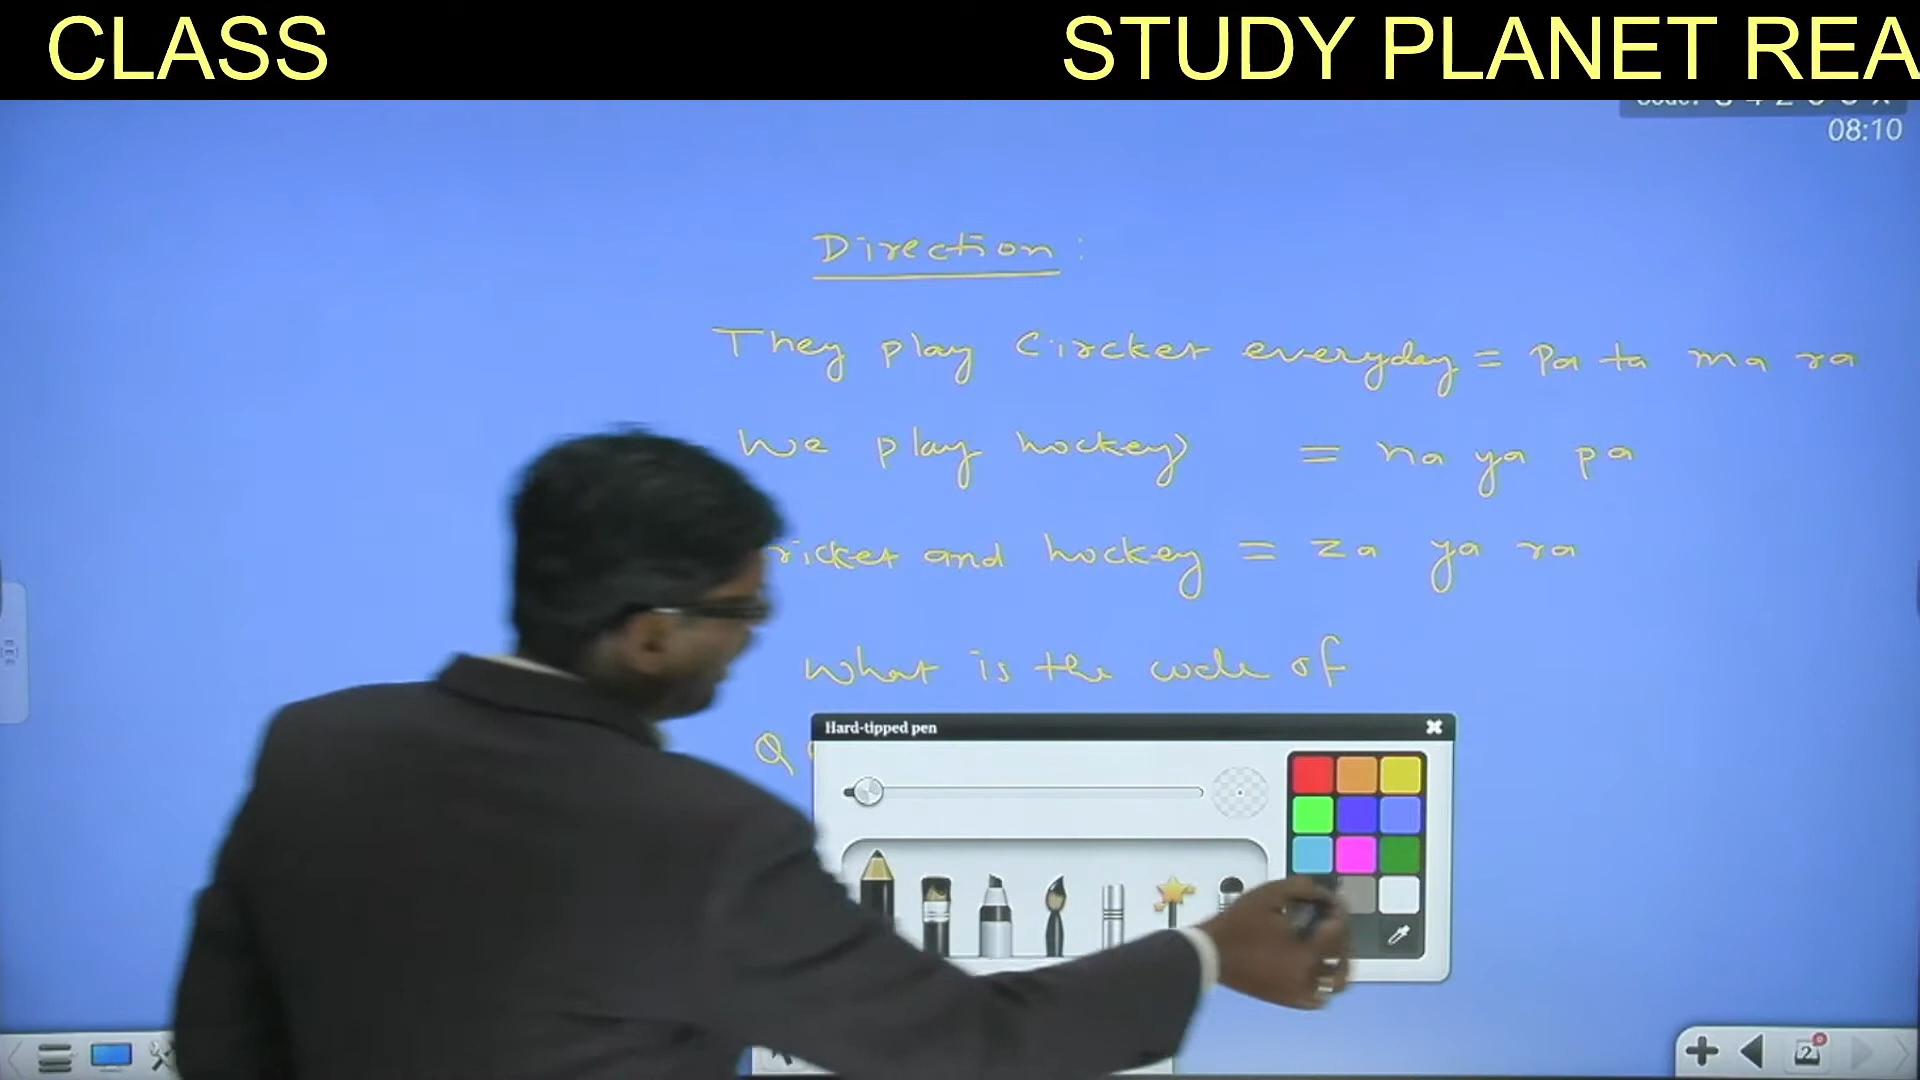 CLASS STUDY PLANET REA
08:10
Direction:
They play Circket everyday = Pa ta ma ra
We play hockey = na ya pa
ricket and hockey = za ya ra
What is the code of
Hard-tipped pen
Q